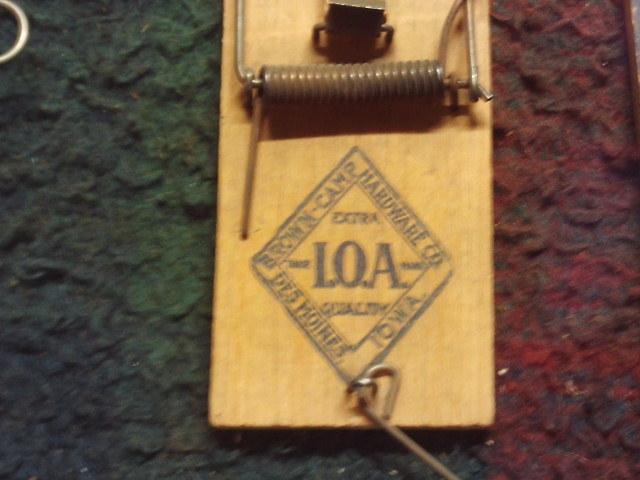 BROWN-CAMP HARDWARE CO.
EXTRA
-I.O.A.-
QUALITY
DES MOINES IOWA